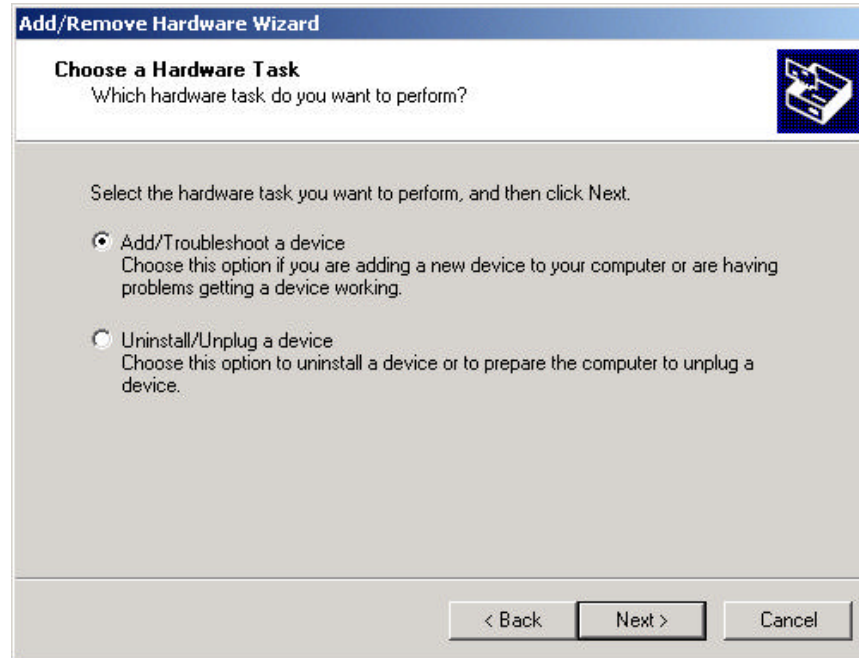 Add/Remove Hardware Wizard
Choose a Hardware Task
Which hardware task do you want to perform?
Select the hardware task you want to perform, and then click Next.
Add/Troubleshoot a device
Choose this option if you are adding a new device to your computer or are having
problems getting a device working.
Uninstall/Unplug a device
Choose this option to uninstall a device or to prepare the computer to unplug a
device.
< Back Next > Cancel